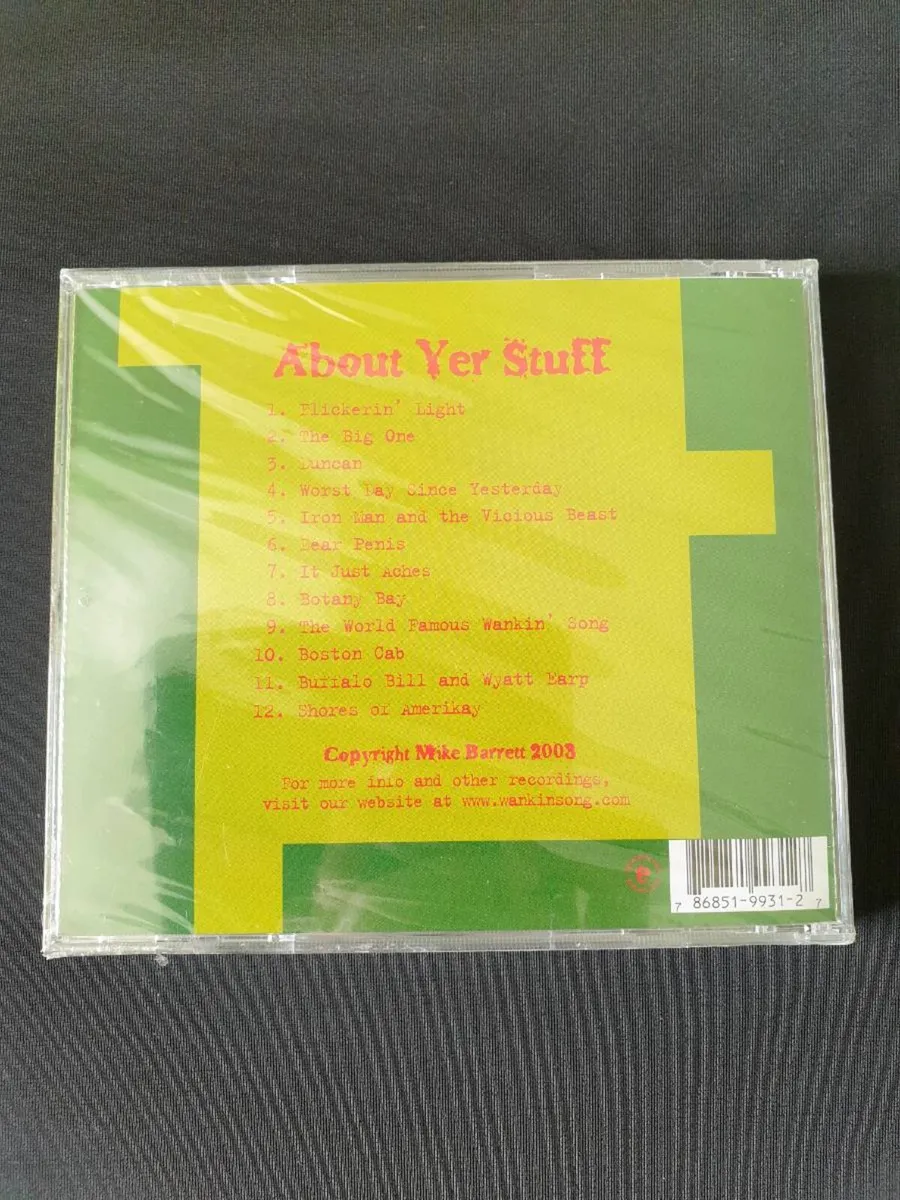 About Yer Stuff
1. Flickerin' Light
2. The Big One
3. Duncan
4. Worst Day Since Yesterday
5. Iron Man and the Vicious Beast
6. Dear Penis
7. It Just Aches
8. Botany Bay
9. The World Famous Wankin' Song
10. Boston Cab
11. Buffalo Bill and Wyatt Earp
12. Shores of Amerikay
Copyright Mike Barrett 2003
For more info and other recordings,
visit our website at www.wankinsong.com
7 86851-9931-2 7